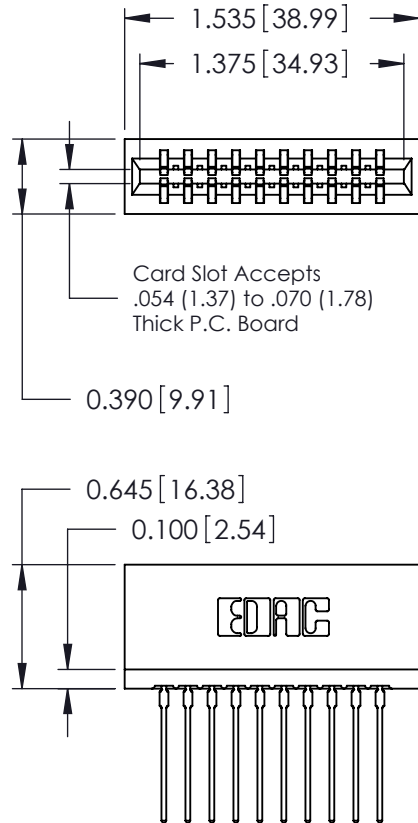 1.535 [38.99]
1.375 [34.93]
Card Slot Accepts
.054 (1.37) to .070 (1.78)
Thick P.C. Board
0.390 [9.91]
0.645 [16.38]
0.100 [2.54]
EDAC